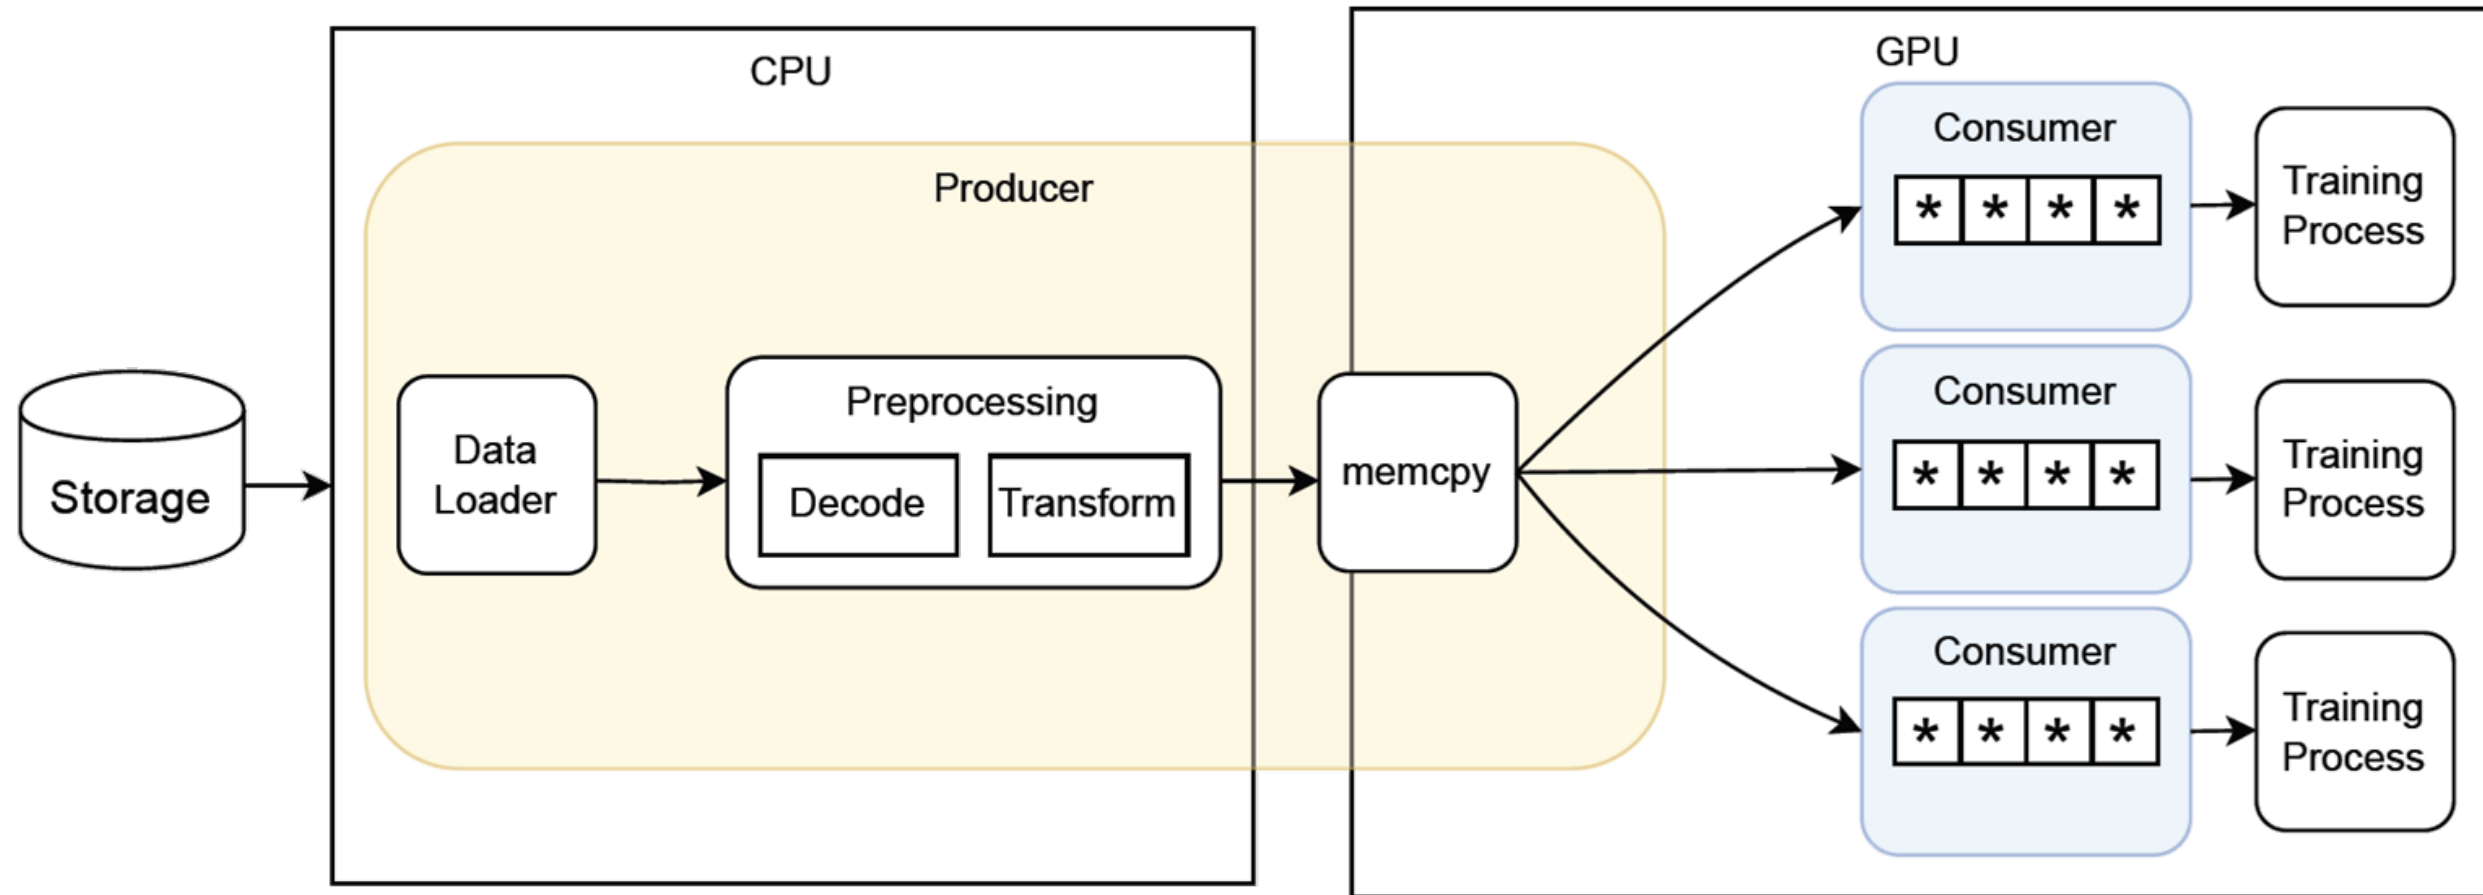 CPU
GPU
Producer
Storage
Data
Loader
Preprocessing
Decode
Transform
memcpy
Consumer
* * * *
Training
Process
Consumer
* * * *
Training
Process
Consumer
* * * *
Training
Process